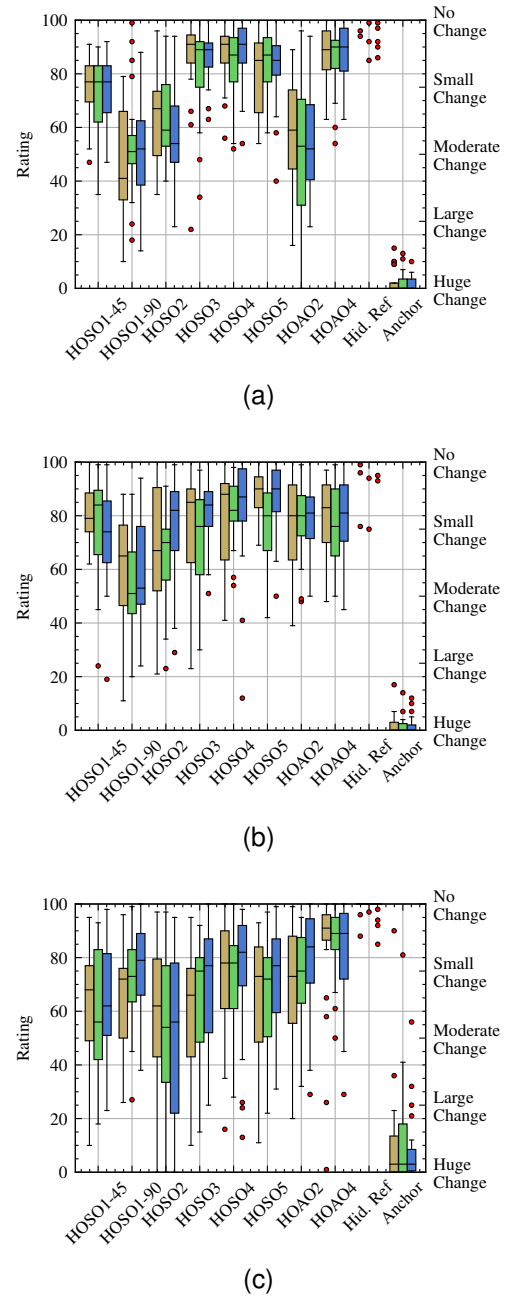 100
80
60
40
20
0
Rating
No
Change
Small
Change
Moderate
Change
Large
Change
Huge
Change
HOSO1-45
HOSO1-90
HOSO2
HOSO3
HOSO4
HOSO5
HOAO2
HOAO4
Hid. Ref
Anchor
(a)
100
80
60
40
20
0
Rating
No
Change
Small
Change
Moderate
Change
Large
Change
Huge
Change
HOSO1-45
HOSO1-90
HOSO2
HOSO3
HOSO4
HOSO5
HOAO2
HOAO4
Hid. Ref
Anchor
(b)
100
80
60
40
20
0
Rating
No
Change
Small
Change
Moderate
Change
Large
Change
Huge
Change
HOSO1-45
HOSO1-90
HOSO2
HOSO3
HOSO4
HOSO5
HOAO2
HOAO4
Hid. Ref
Anchor
(c)